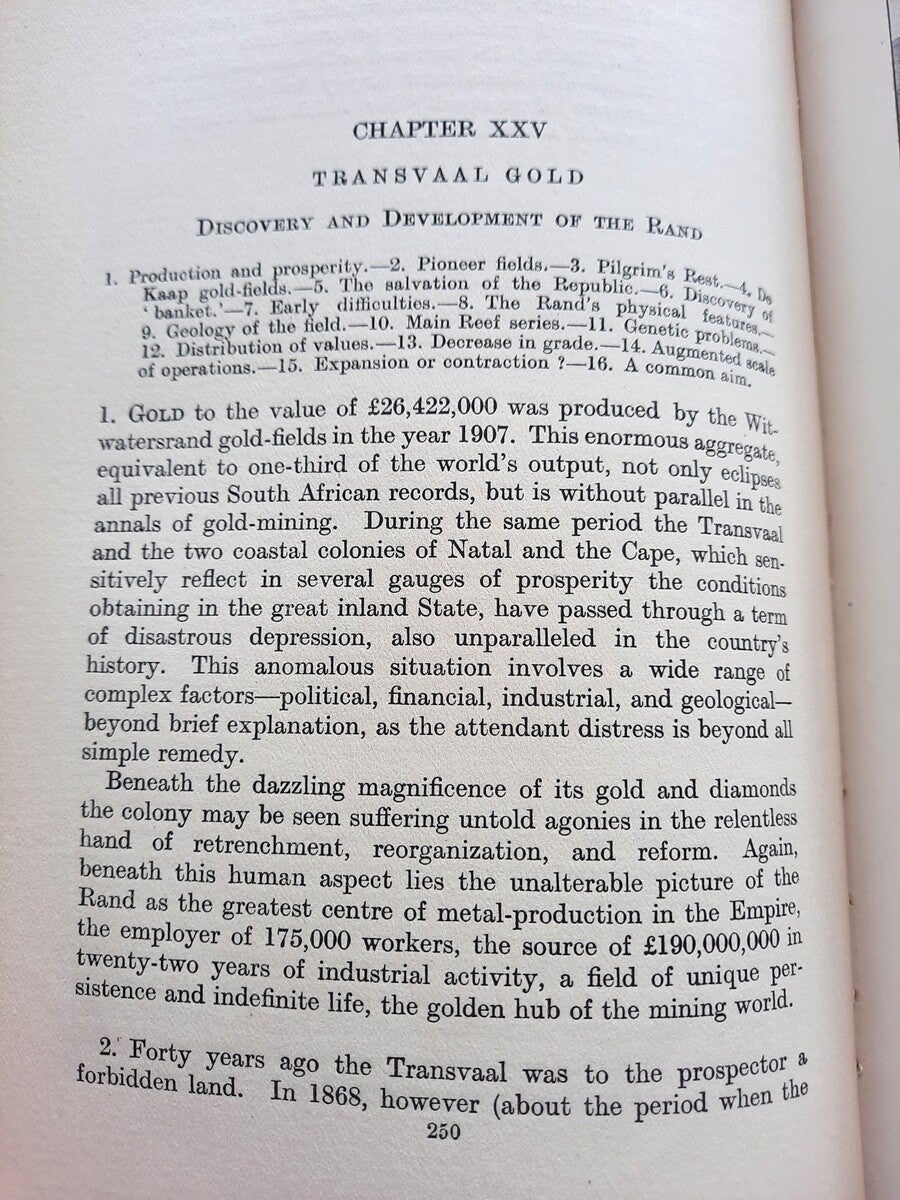 CHAPTER XXV
TRANSVAAL GOLD
DISCOVERY AND DEVELOPMENT OF THE RAND
1. Production and prosperity.—2. Pioneer fields.—3. Pilgrim's Rest.—4. De
Kaap gold-fields.—5. The salvation of the Republic.—6. Discovery of
'banket.'—7. Early difficulties.—8. The Rand's physical features.—
9. Geology of the field.—10. Main Reef series.—11. Genetic problems.—
12. Distribution of values.—13. Decrease in grade.—14. Augmented scale
of operations.—15. Expansion or contraction ?—16. A common aim.
1. GOLD to the value of £26,422,000 was produced by the Wit-
watersrand gold-fields in the year 1907. This enormous aggregate,
equivalent to one-third of the world's output, not only eclipses
all previous South African records, but is without parallel in the
annals of gold-mining. During the same period the Transvaal
and the two coastal colonies of Natal and the Cape, which sen-
sitively reflect in several gauges of prosperity the conditions
obtaining in the great inland State, have passed through a term
of disastrous depression, also unparalleled in the country's
history. This anomalous situation involves a wide range of
complex factors—political, financial, industrial, and geological—
beyond brief explanation, as the attendant distress is beyond all
simple remedy.
Beneath the dazzling magnificence of its gold and diamonds
the colony may be seen suffering untold agonies in the relentless
hand of retrenchment, reorganization, and reform. Again,
beneath this human aspect lies the unalterable picture of the
Rand as the greatest centre of metal-production in the Empire,
the employer of 175,000 workers, the source of £190,000,000 in
twenty-two years of industrial activity, a field of unique per-
sistence and indefinite life, the golden hub of the mining world.
2. Forty years ago the Transvaal was to the prospector a
forbidden land. In 1868, however (about the period when the
250